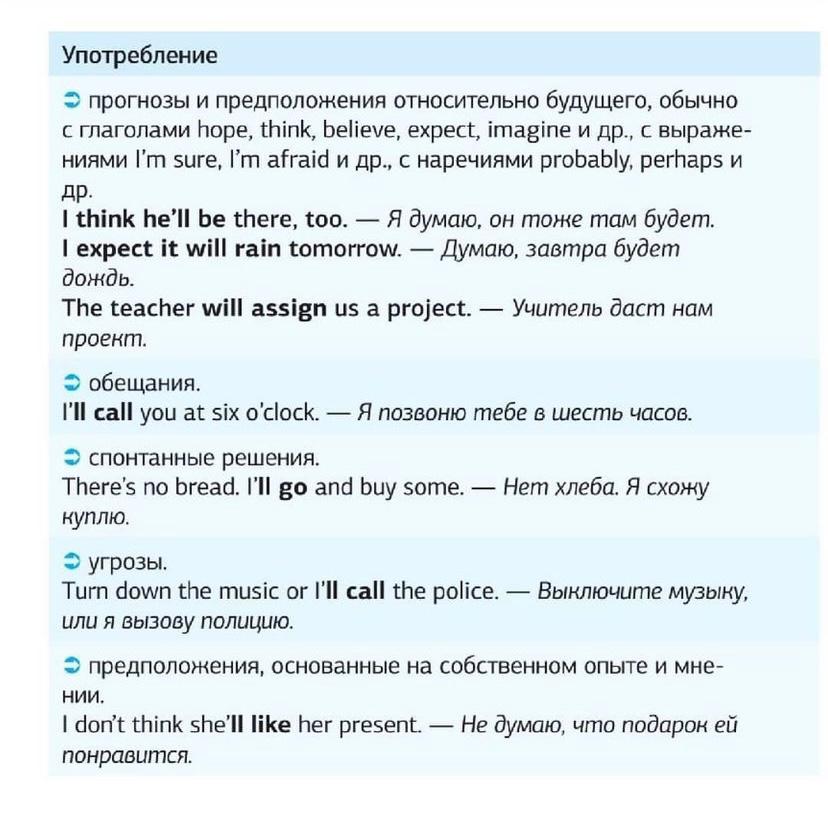 Употребление
➲ прогнозы и предположения относительно будущего, обычно
с глаголами hope, think, believe, expect, imagine и др., с выраже-
ниями I'm sure, I'm afraid и др., с наречиями probably, perhaps и
др.
I think he'll be there, too. — Я думаю, он тоже там будет.
I expect it will rain tomorrow. — Думаю, завтра будет
дождь.
The teacher will assign us a project. — Учитель даст нам
проект.
➲ обещания.
I'll call you at six o'clock. — Я позвоню тебе в шесть часов.
➲ спонтанные решения.
There's no bread. I'll go and buy some. — Нет хлеба. Я схожу
куплю.
➲ угрозы.
Turn down the music or I'll call the police. — Выключите музыку,
или я вызову полицию.
➲ предположения, основанные на собственном опыте и мне-
нии.
I don't think she'll like her present. — Не думаю, что подарок ей
понравится.